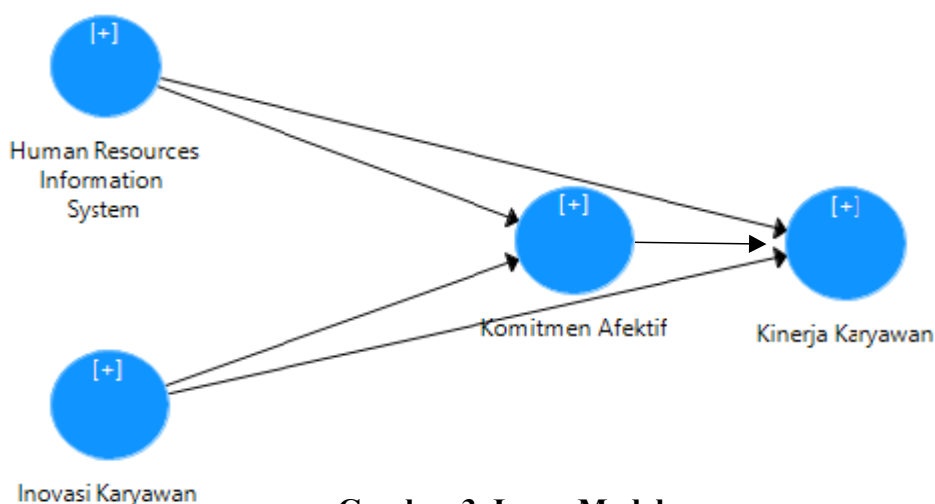 [+]
Human Resources
Information
System
[+]
Komitmen Afektif
[+]
Kinerja Karyawan
[+]
Inovasi Karyawan